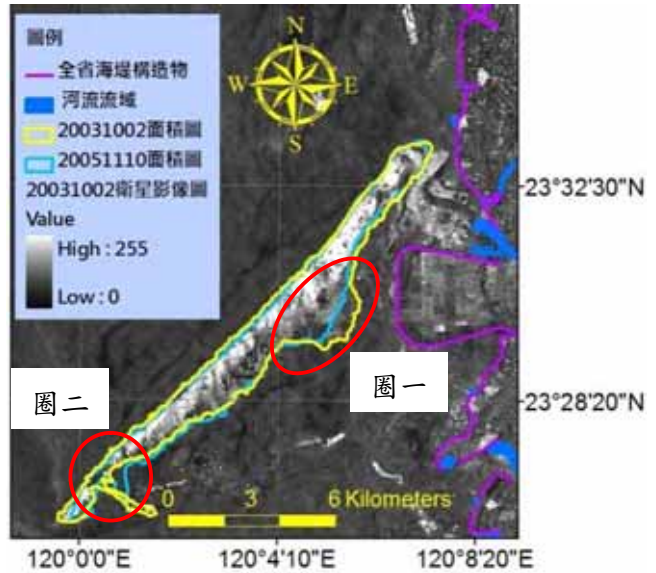 圖例
全省海堤構造物
河流流域
20031002面積圖
20051110面積圖
20031002衛星影像圖
Value
High : 255
Low : 0
N
W
E
S
23°32'30"N
圈一
圈二
23°28'20"N
0 3 6 Kilometers
120°0'0"E 120°4'10"E 120°8'20"E